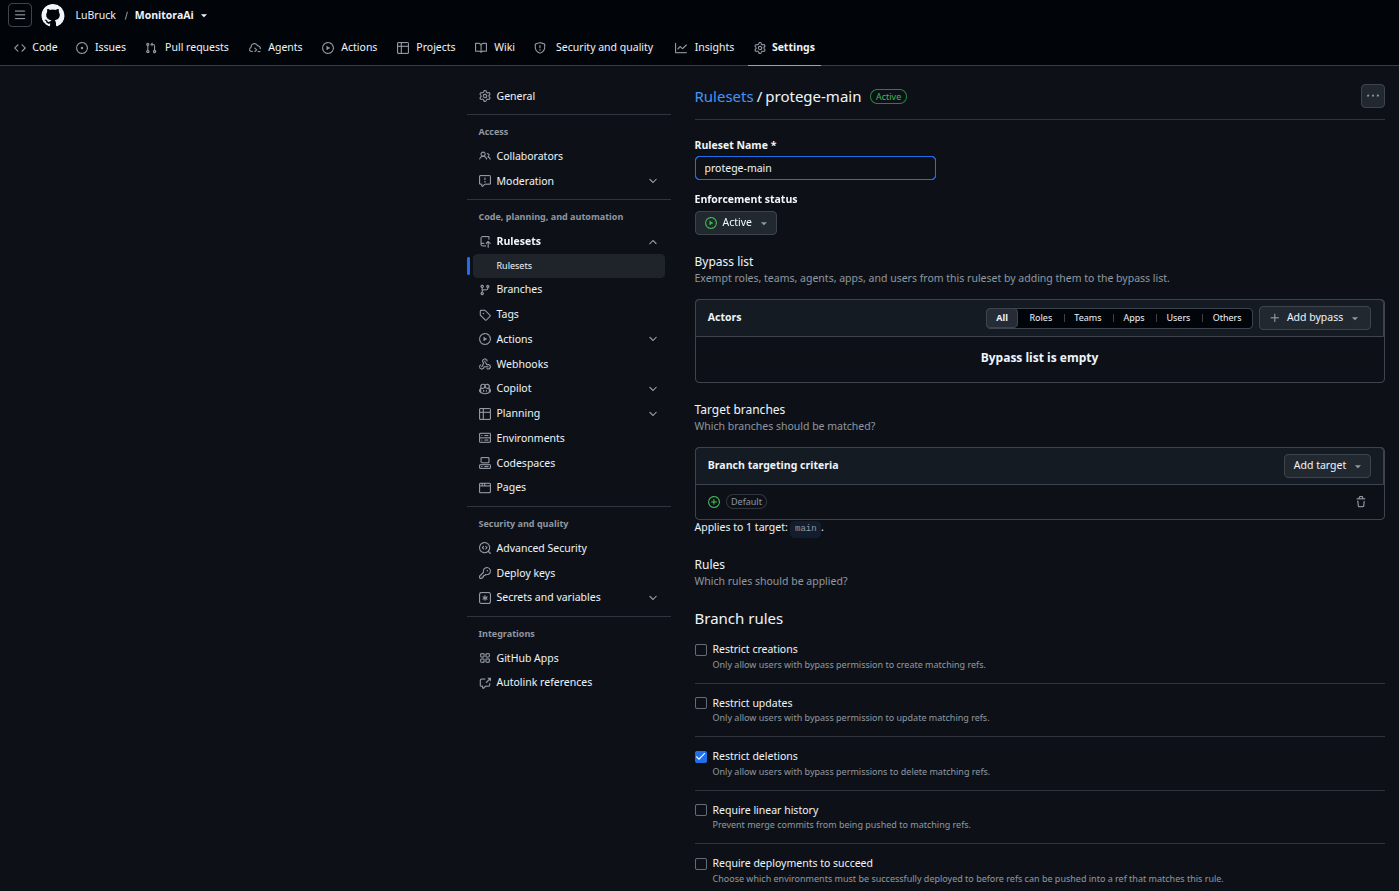 LuBruck / MonitoraAi
Code Issues Pull requests Agents Actions Projects Wiki Security and quality Insights Settings
General
Access
Collaborators
Moderation
Code, planning, and automation
Rulesets
Rulesets
Branches
Tags
Actions
Webhooks
Copilot
Planning
Environments
Codespaces
Pages
Security and quality
Advanced Security
Deploy keys
Secrets and variables
Integrations
GitHub Apps
Autolink references
Rulesets / protege-main Active
Ruleset Name *
protege-main
Enforcement status
Active
Bypass list
Exempt roles, teams, agents, apps, and users from this ruleset by adding them to the bypass list.
Actors All Roles Teams Apps Users Others Add bypass
Bypass list is empty
Target branches
Which branches should be matched?
Branch targeting criteria Add target
Default
Applies to 1 target: main .
Rules
Which rules should be applied?
Branch rules
Restrict creations
Only allow users with bypass permission to create matching refs.
Restrict updates
Only allow users with bypass permission to update matching refs.
Restrict deletions
Only allow users with bypass permissions to delete matching refs.
Require linear history
Prevent merge commits from being pushed to matching refs.
Require deployments to succeed
Choose which environments must be successfully deployed to before refs can be pushed into a ref that matches this rule.